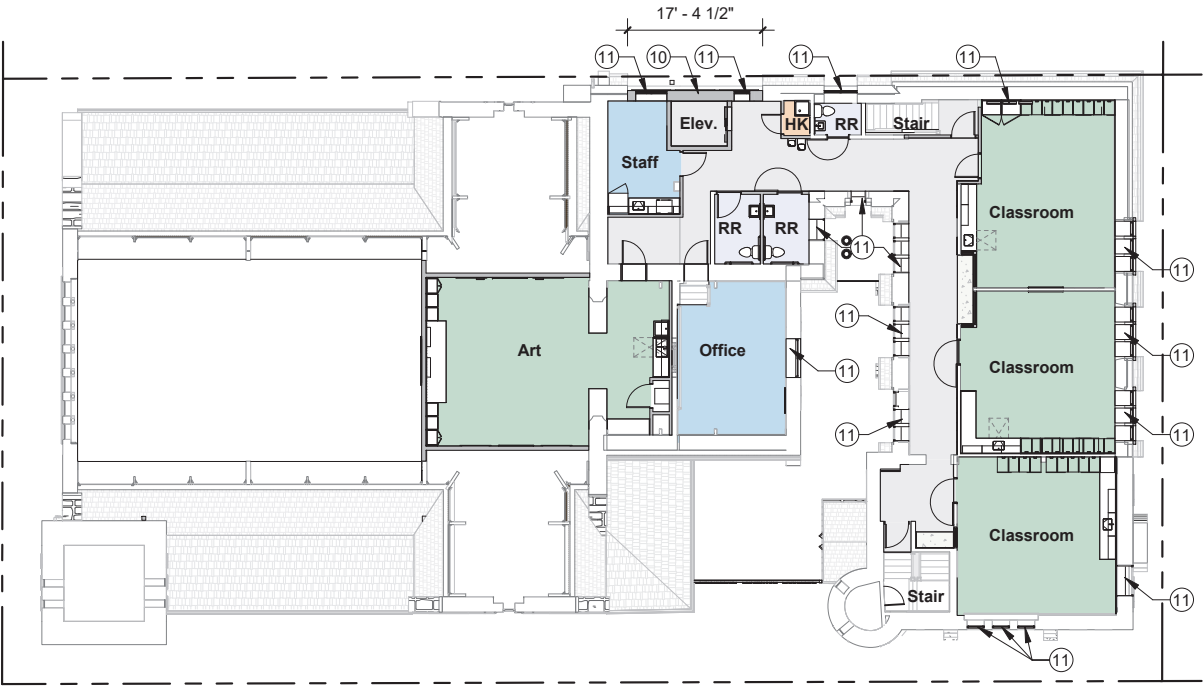 17' - 4 1/2"
11
10
11
11
11
Elev.
HK
RR
Stair
Staff
Classroom
RR
RR
11
11
11
Art
Office
11
11
Classroom
11
11
11
Classroom
Stair
11
11